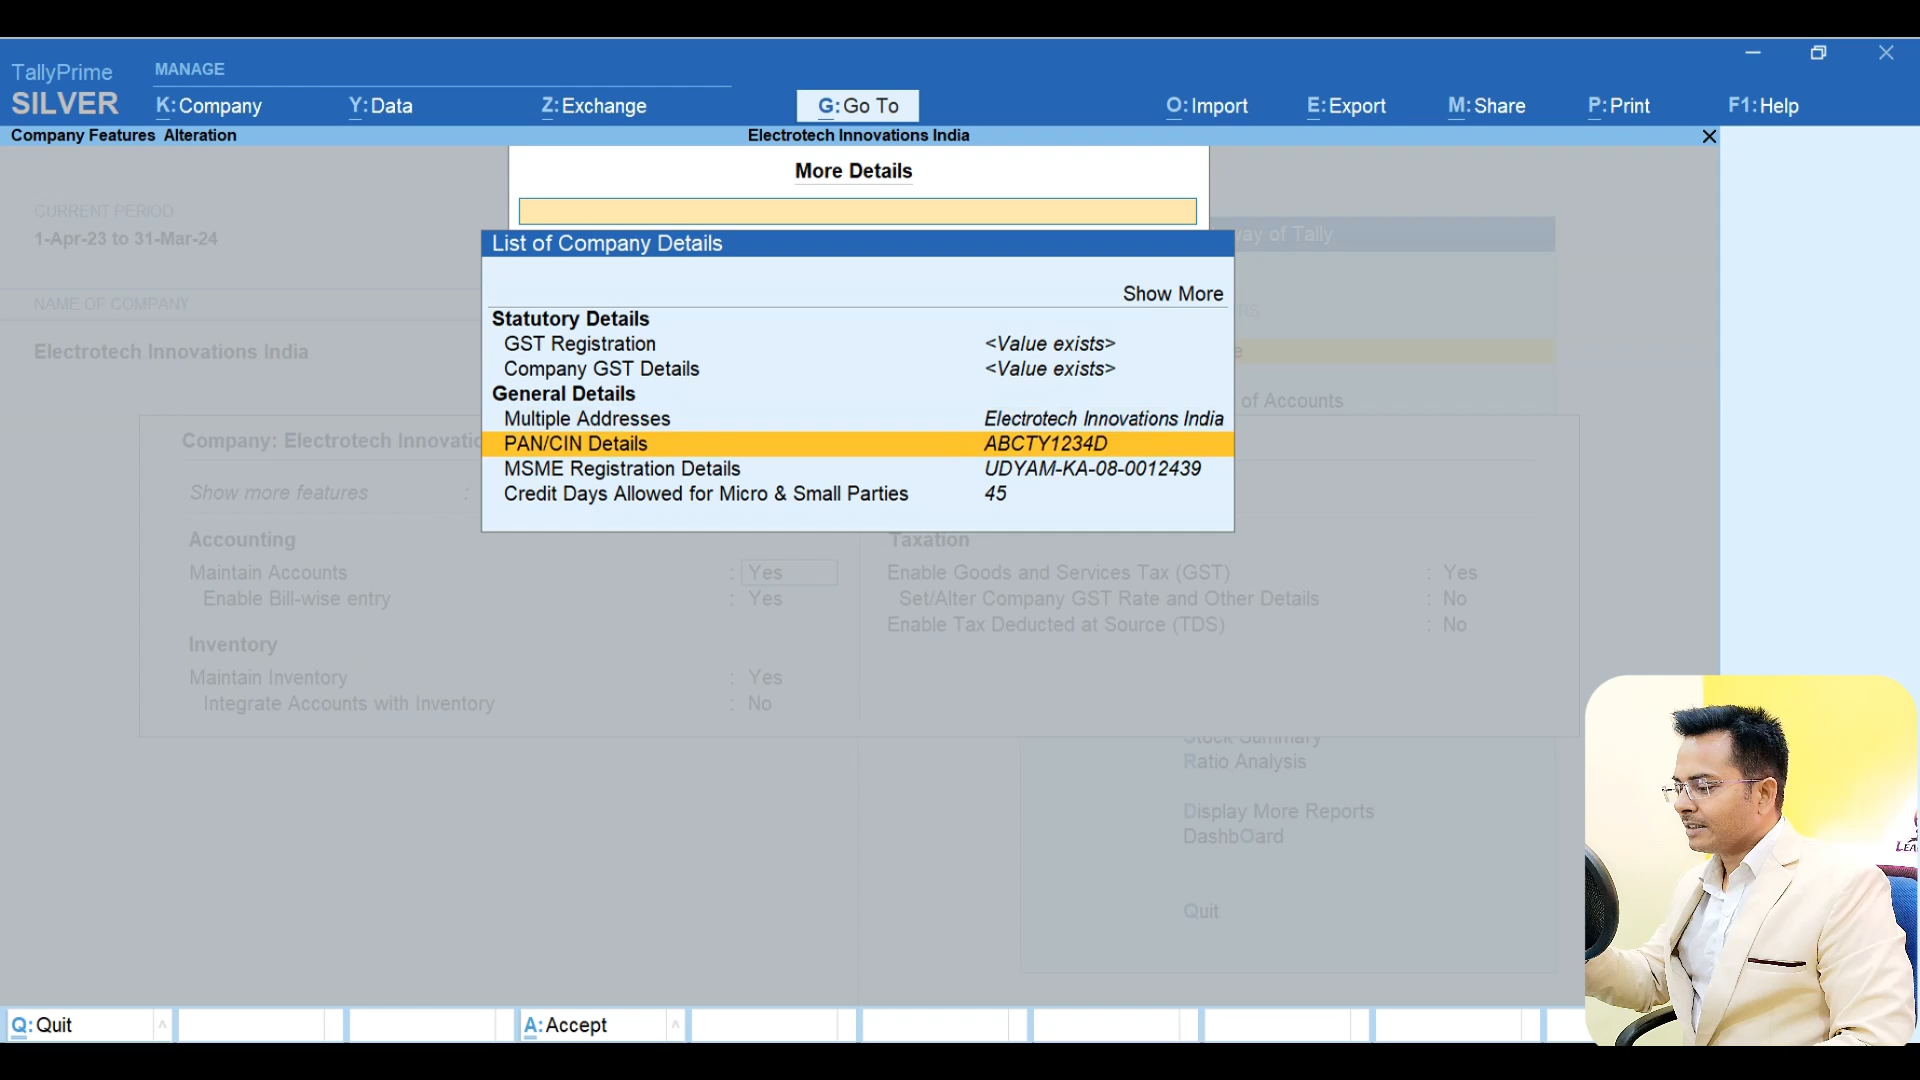 TallyPrime
SILVER
MANAGE
K:Company
Y:Data
Z:Exchange
G:Go To
O:Import
E:Export
M:Share
P:Print
F1:Help
Company Features Alteration
Electrotech Innovations India
More Details
CURRENT PERIOD
1-Apr-23 to 31-Mar-24
NAME OF COMPANY
Electrotech Innovations India
List of Company Details
Show More
Statutory Details
GST Registration <Value exists>
Company GST Details <Value exists>
General Details
Multiple Addresses Electrotech Innovations India
PAN/CIN Details ABCTY1234D
MSME Registration Details UDYAM-KA-08-0012439
Credit Days Allowed for Micro & Small Parties 45
of Tally
of Accounts
Company: Electrotech
Show more features :
Accounting
Maintain Accounts : Yes
Enable Bill-wise entry : Yes
Inventory
Maintain Inventory : Yes
Integrate Accounts with Inventory : No
Taxation
Enable Goods and Services Tax (GST) : Yes
Set/Alter Company GST Rate and Other Details : No
Enable Tax Deducted at Source (TDS) : No
Stock Summary
Ratio Analysis
Display More Reports
DashbOard
Quit
Q:Quit
A:Accept